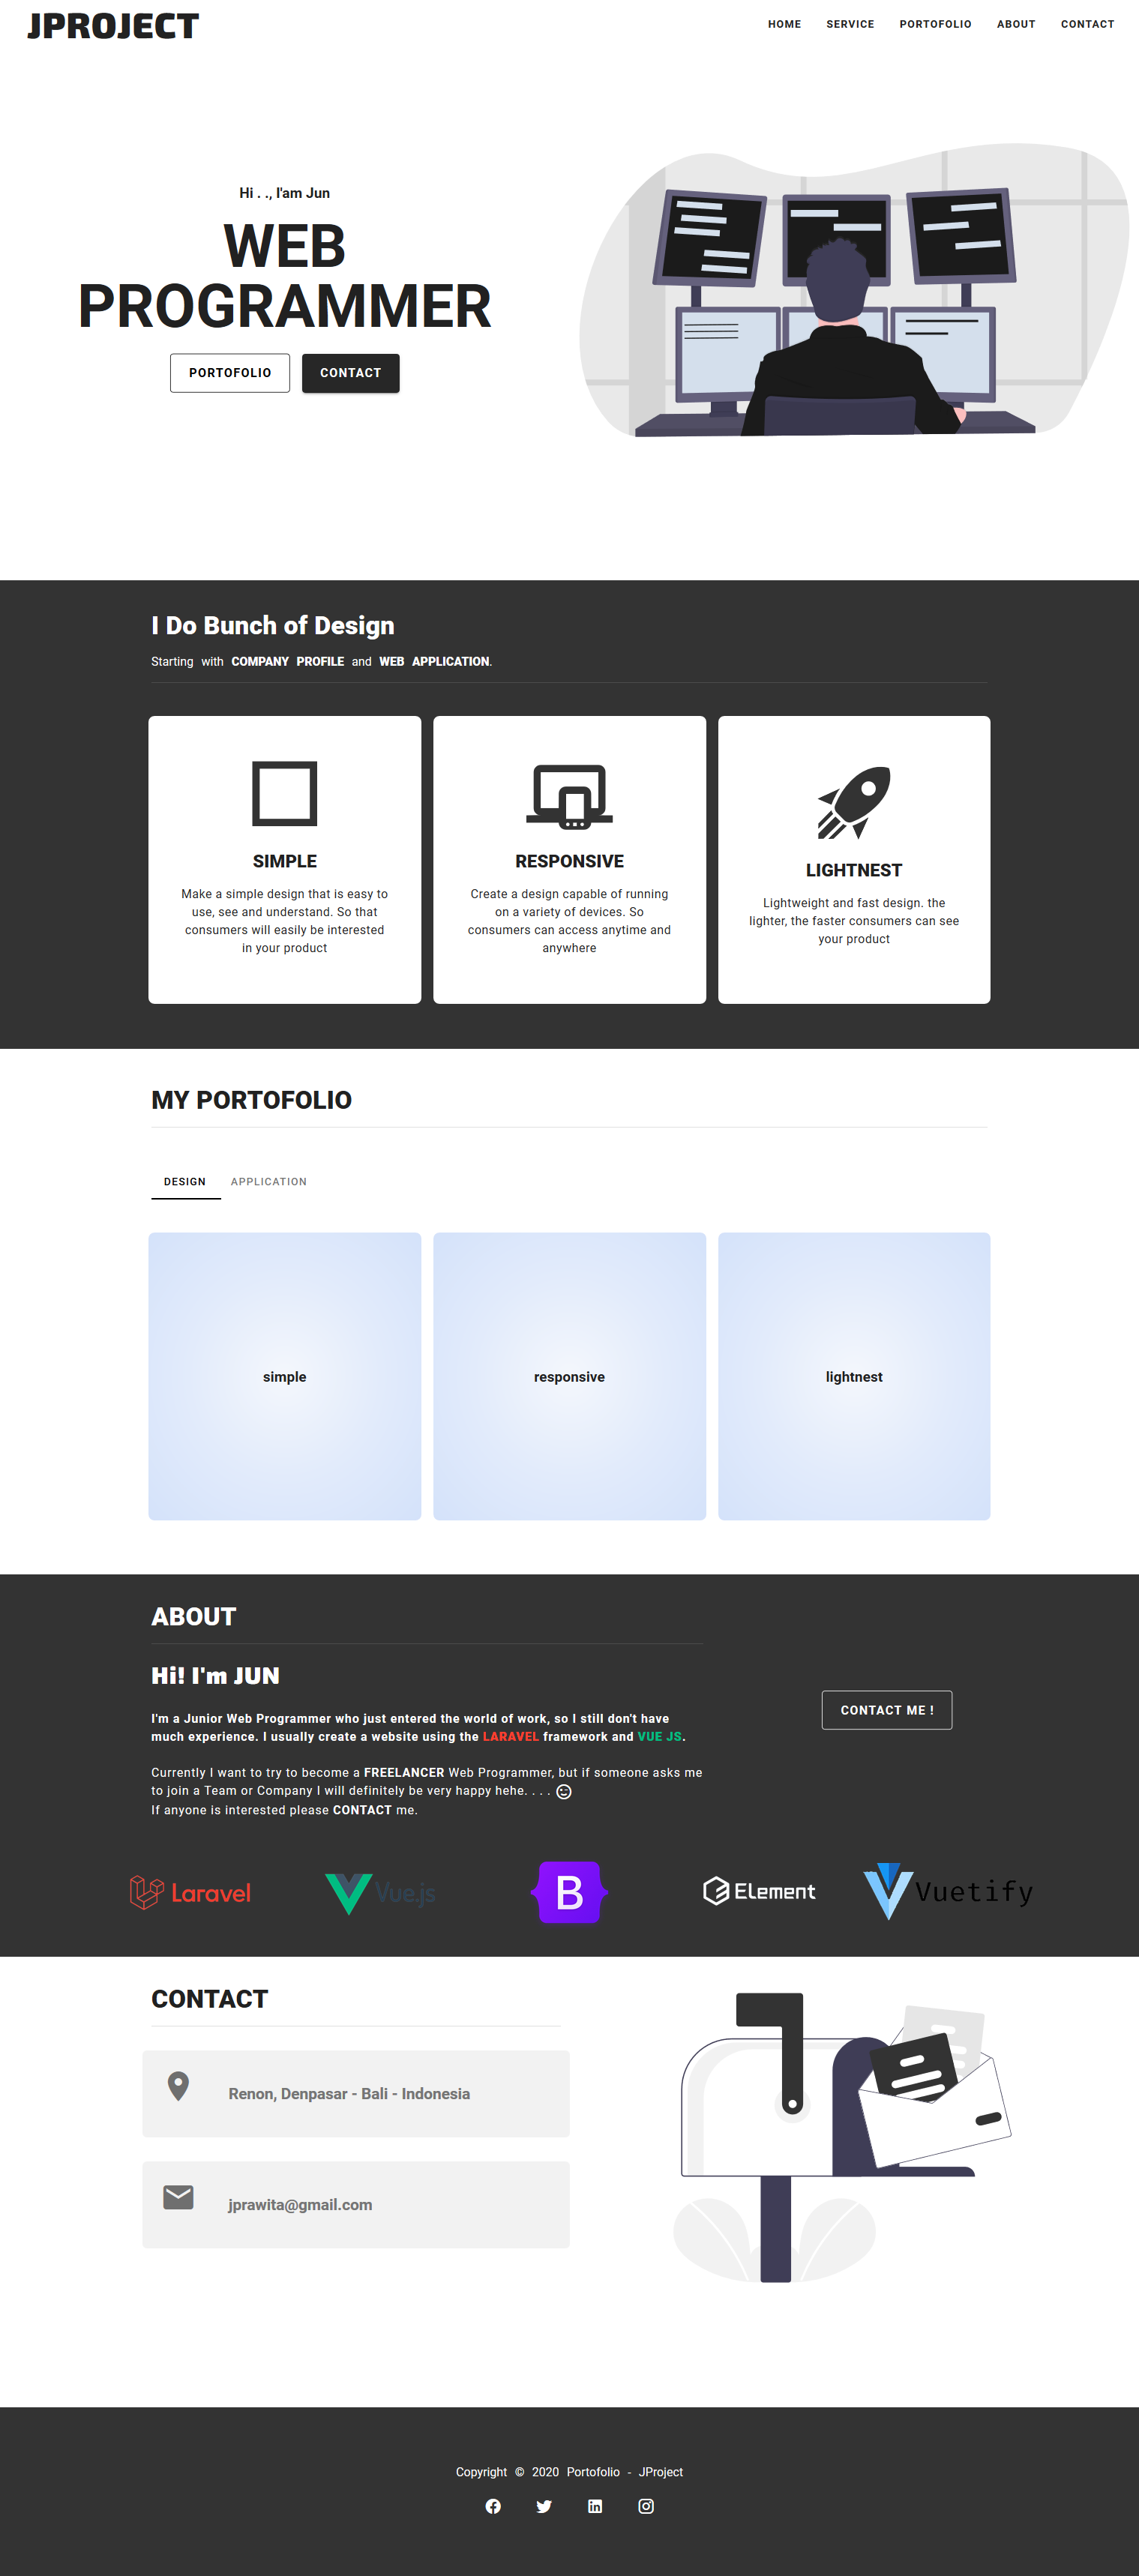 JPROJECT
HOME SERVICE PORTOFOLIO ABOUT CONTACT
Hi . ., I'am Jun
WEB
PROGRAMMER
PORTOFOLIO CONTACT
I Do Bunch of Design
Starting with COMPANY PROFILE and WEB APPLICATION.
SIMPLE
Make a simple design that is easy to
use, see and understand. So that
consumers will easily be interested
in your product
RESPONSIVE
Create a design capable of running
on a variety of devices. So
consumers can access anytime and
anywhere
LIGHTNEST
Lightweight and fast design. the
lighter, the faster consumers can see
your product
MY PORTOFOLIO
DESIGN APPLICATION
simple
responsive
lightnest
ABOUT
Hi! I'm JUN
I'm a Junior Web Programmer who just entered the world of work, so I still don't have
much experience. I usually create a website using the LARAVEL framework and VUE JS.
Currently I want to try to become a FREELANCER Web Programmer, but if someone asks me
to join a Team or Company I will definitely be very happy hehe. . . .
If anyone is interested please CONTACT me.
CONTACT ME !
Laravel Vue.js B Element Vuetify
CONTACT
Renon, Denpasar - Bali - Indonesia
jprawita@gmail.com
Copyright © 2020 Portofolio - JProject